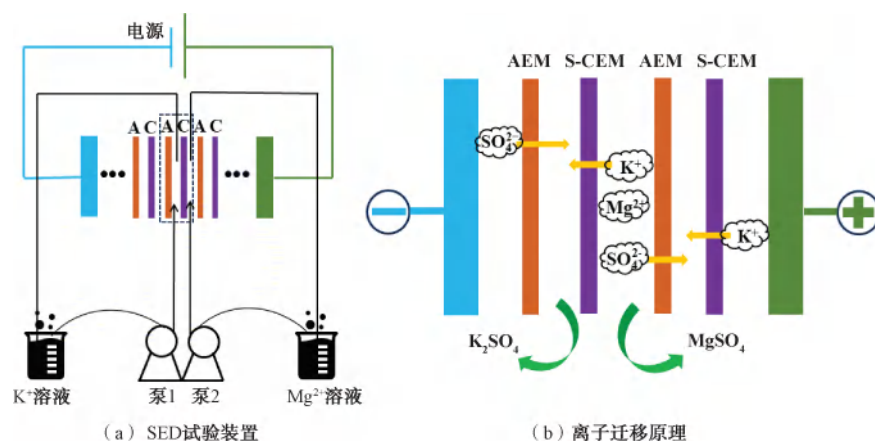 电源
A C A C A C
K⁺溶液
泵1
泵2
Mg²⁺溶液
(a) SED试验装置
AEM S-CEM AEM S-CEM
SO₄²⁻
K⁺
Mg²⁺
K⁺
SO₄²⁻
K₂SO₄
MgSO₄
(b) 离子迁移原理